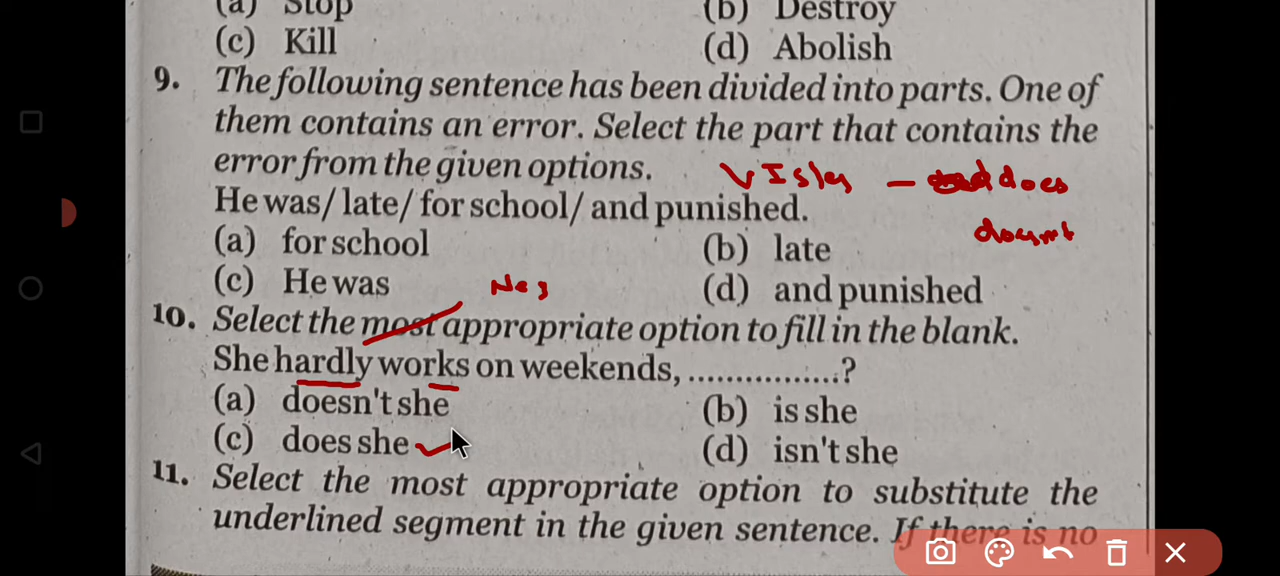 (a) Stop (b) Destroy
(c) Kill (d) Abolish
9. The following sentence has been divided into parts. One of
them contains an error. Select the part that contains the
error from the given options.
V Is/es — does
He was/ late/ for school/ and punished.
doesnt
(a) for school (b) late
(c) He was (d) and punished
10. Select the most appropriate option to fill in the blank.
She hardly works on weekends, .................?
(a) doesn't she (b) is she
(c) does she (d) isn't she
11. Select the most appropriate option to substitute the
underlined segment in the given sentence. If there is no